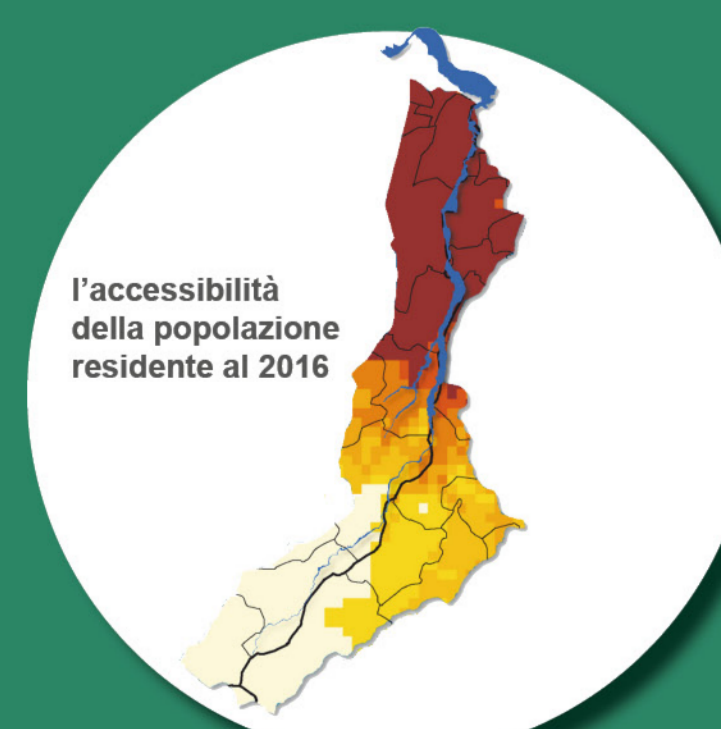 l’accessibilità
della popolazione
residente al 2016